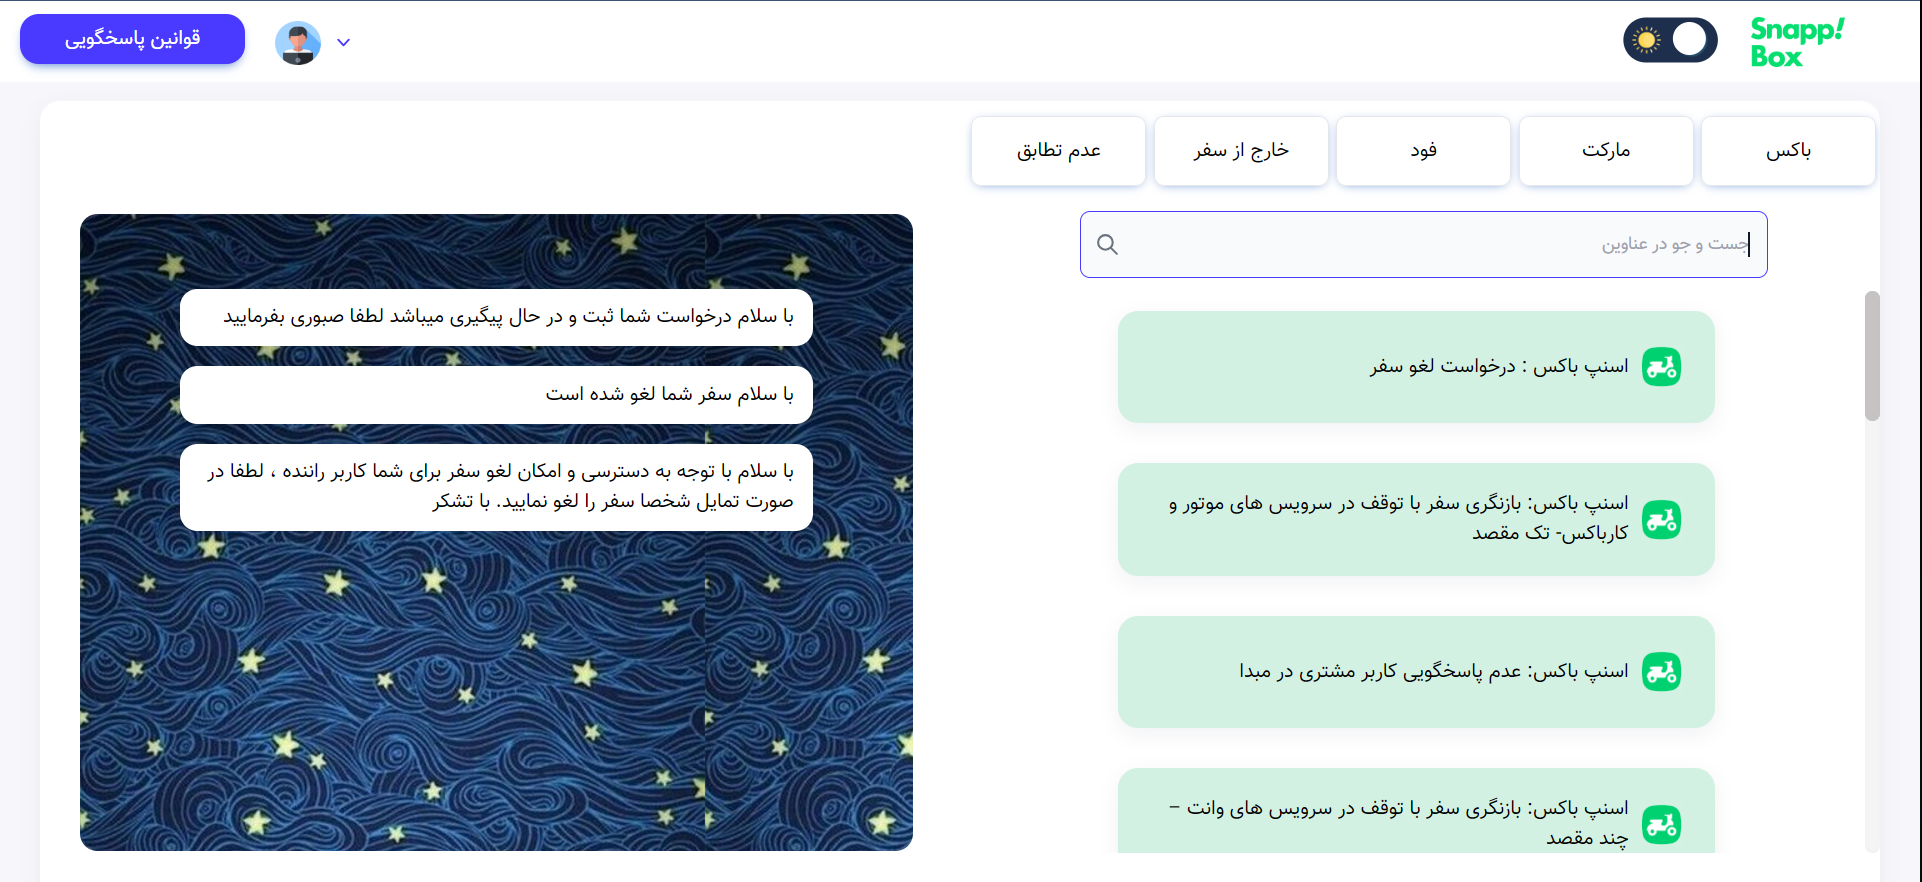 Snapp!
Box
قوانین پاسخگویی
باکس
مارکت
فود
خارج از سفر
عدم تطابق
جست و جو در عناوین
اسنپ باکس : درخواست لغو سفر
اسنپ باکس: بازنگری سفر با توقف در سرویس های موتور و
کارباکس- تک مقصد
اسنپ باکس: عدم پاسخگویی کاربر مشتری در مبدا
اسنپ باکس: بازنگری سفر با توقف در سرویس های وانت –
چند مقصد
با سلام درخواست شما ثبت و در حال پیگیری میباشد لطفا صبوری بفرمایید
با سلام سفر شما لغو شده است
با سلام با توجه به دسترسی و امکان لغو سفر برای شما کاربر راننده ، لطفا در
صورت تمایل شخصا سفر را لغو نمایید. با تشکر